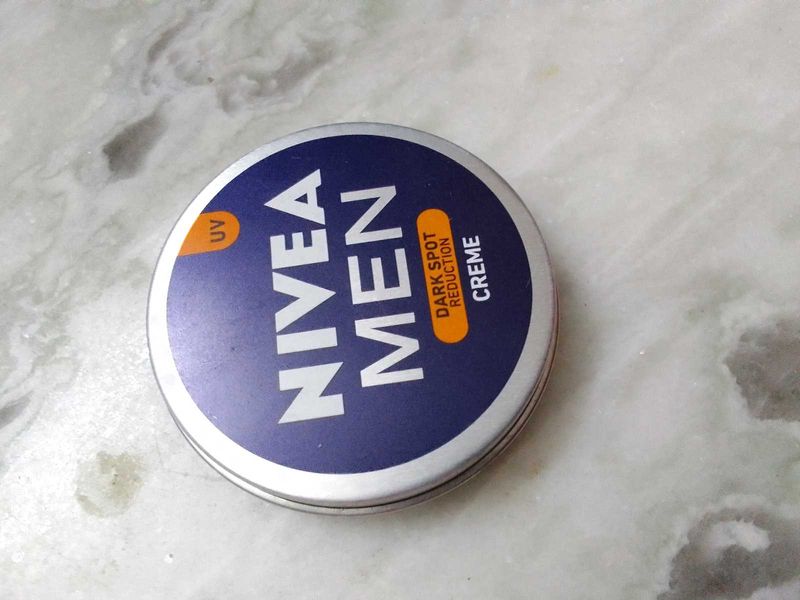 UV
NIVEA
MEN
DARK SPOT
REDUCTION
CREME